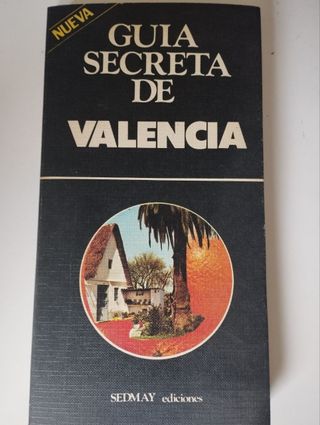 NUEVA
GUIA
SECRETA
DE
VALENCIA
SEDMAY ediciones